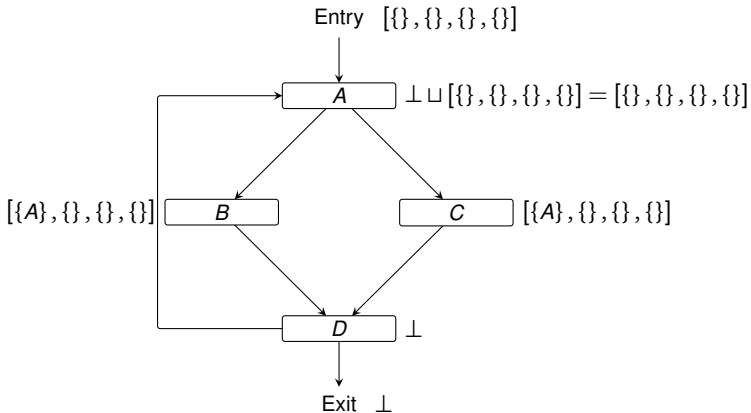 Entry [{}, {}, {}, {}]
A ⊥ ⊔ [{}, {}, {}, {}] = [{}, {}, {}, {}]
[{A}, {}, {}, {}] B C [{A}, {}, {}, {}]
D ⊥
Exit ⊥